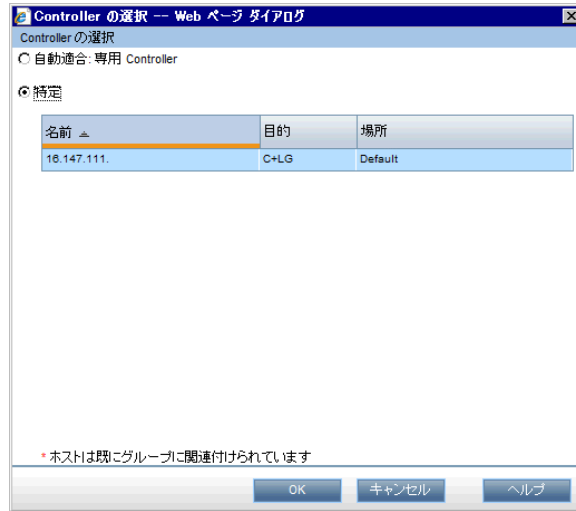 Controller の選択 -- Web ページ ダイアログ
Controller の選択
自動適合: 専用 Controller
特定
名前 目的 場所
16.147.111. C+LG Default
* ホストは既にグループに関連付けられています
OK キャンセル ヘルプ